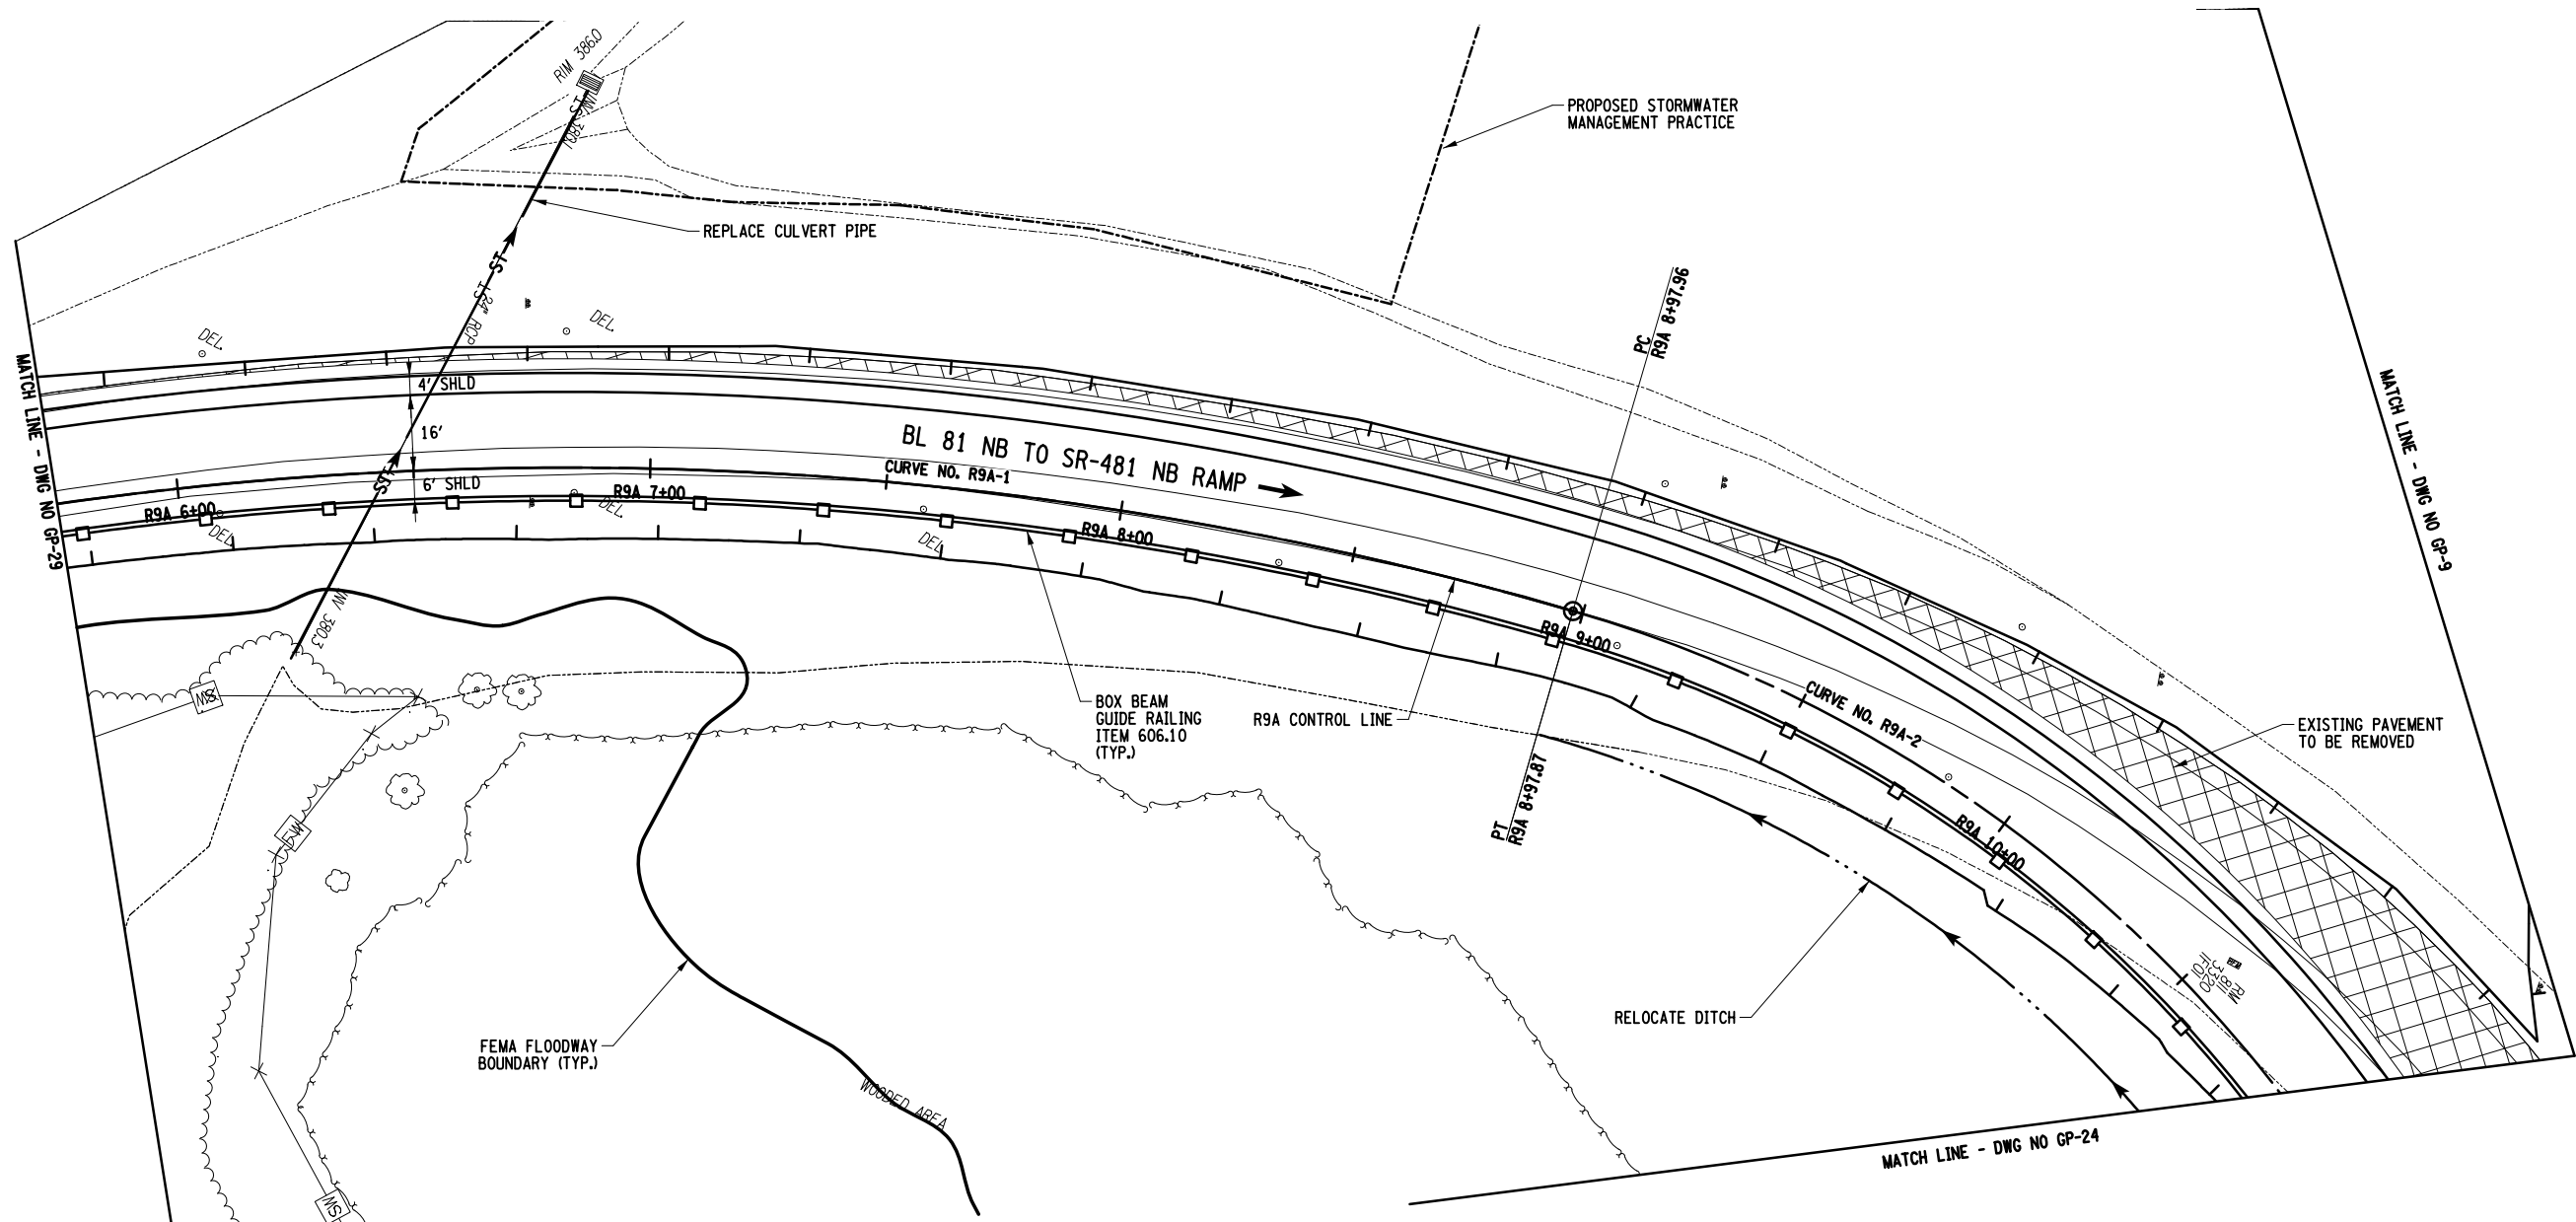 RIM 386.0
PROPOSED STORMWATER
MANAGEMENT PRACTICE
REPLACE CULVERT PIPE
ST
24" RCP
DEL.
DEL.
PC
R9A 8+97.96
MATCH LINE - DWG NO GP-29
MATCH LINE - DWG NO GP-9
4' SHLD
16'
6' SHLD
BL 81 NB TO SR-481 NB RAMP
CURVE NO. R9A-1
R9A 6+00
R9A 7+00
R9A 8+00
R9A 9+00
R9A 10+00
DEL.
DEL.
DEL.
INV 380.3
BOX BEAM
GUIDE RAILING
ITEM 606.10
(TYP.)
R9A CONTROL LINE
CURVE NO. R9A-2
EXISTING PAVEMENT
TO BE REMOVED
PT
R9A 8+97.87
RELOCATE DITCH
FEMA FLOODWAY
BOUNDARY (TYP.)
WOODED AREA
MATCH LINE - DWG NO GP-24